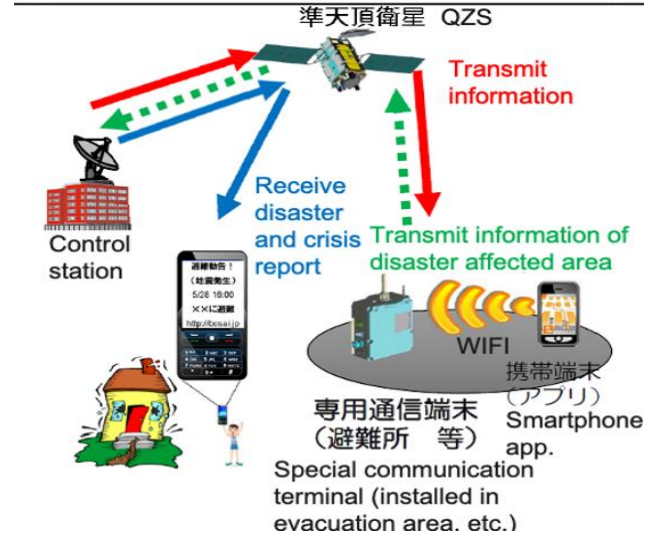 準天頂衛星 QZS
Transmit
information
Receive
disaster
and crisis
report
Control
station
Transmit information of
disaster affected area
避難勧告！
（地震発生）
5/28 16:00
××に避難
http://bosai.jp
WIFI
携帯端末
（アプリ）
Smartphone
app.
専用通信端末
（避難所　等）
Special communication
terminal (installed in
evacuation area, etc.)